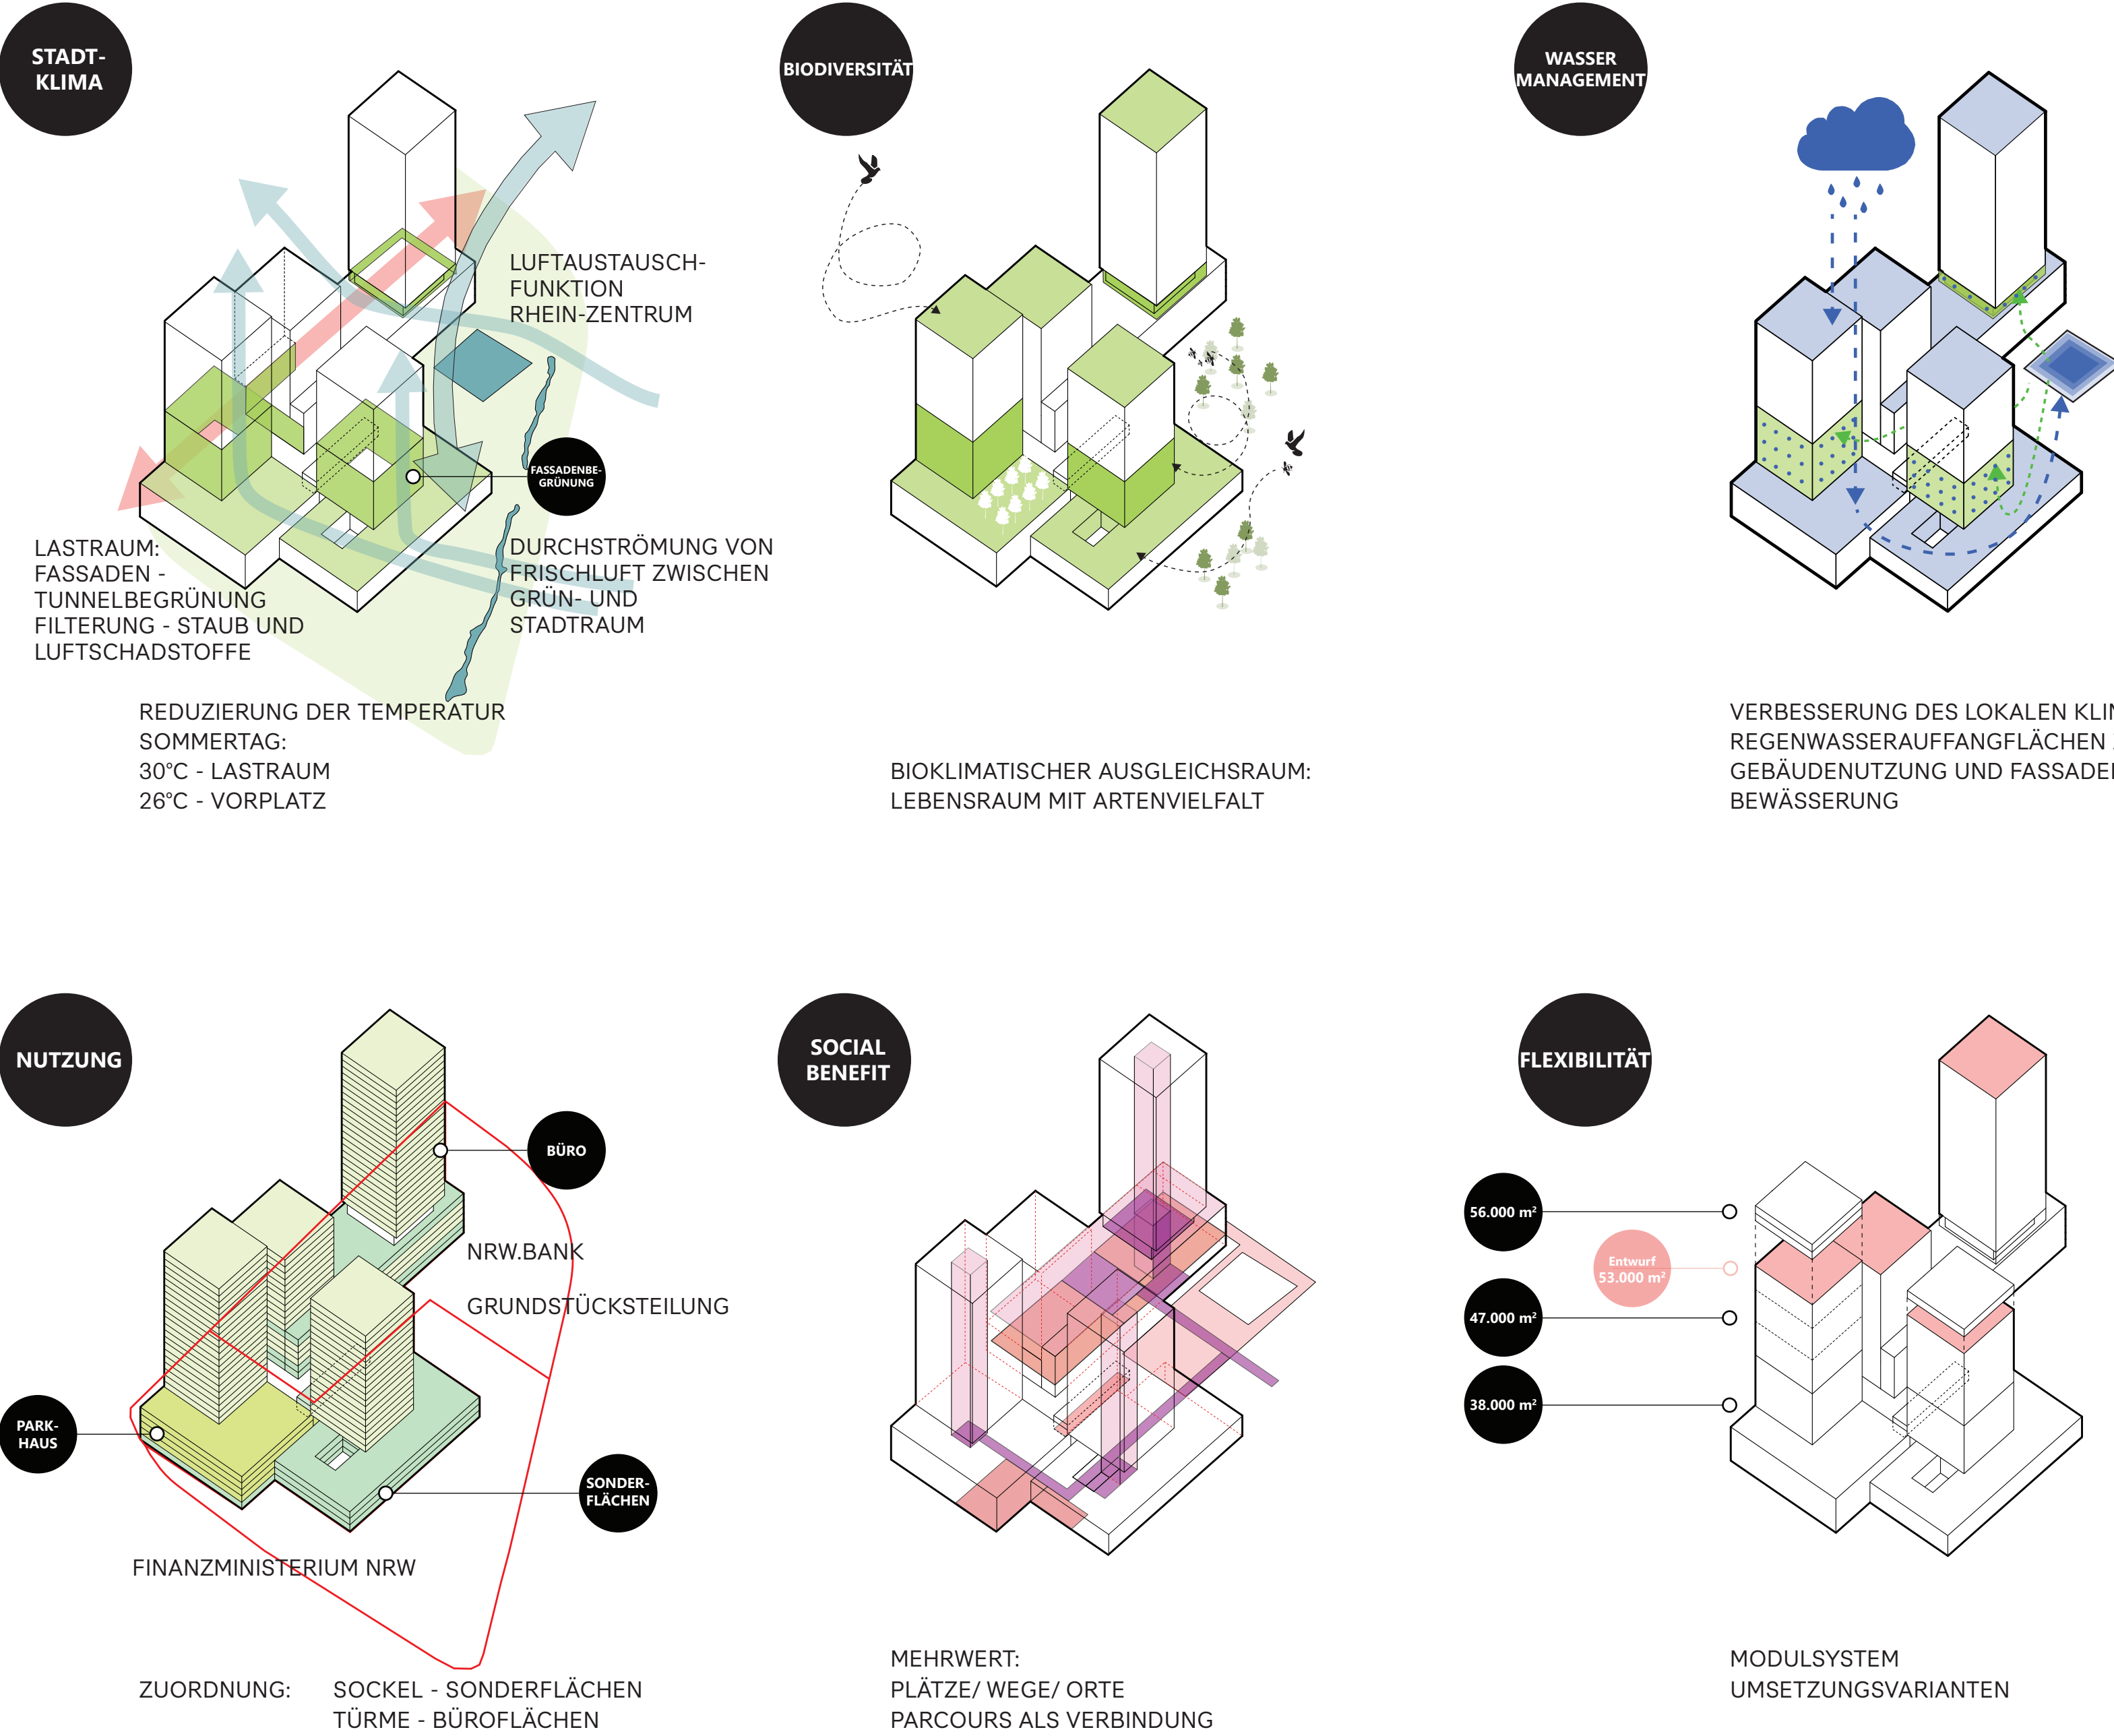 STADT-
KLIMA
LUFTAUSTAUSCH-
FUNKTION
RHEIN-ZENTRUM
FASSADENBE-
GRÜNUNG
LASTRAUM:
FASSADEN -
TUNNELBEGRÜNUNG
FILTERUNG - STAUB UND
LUFTSCHADSTOFFE
DURCHSTRÖMUNG VON
FRISCHLUFT ZWISCHEN
GRÜN- UND
STADTRAUM
REDUZIERUNG DER TEMPERATUR
SOMMERTAG:
30°C - LASTRAUM
26°C - VORPLATZ
BIODIVERSITÄT
BIOKLIMATISCHER AUSGLEICHSRAUM:
LEBENSRAUM MIT ARTENVIELFALT
WASSER
MANAGEMENT
VERBESSERUNG DES LOKALEN
REGENWASSERAUFFANGFLÄCHEN
GEBÄUDENUTZUNG UND
BEWÄSSERUNG
NUTZUNG
BÜRO
NRW.BANK
GRUNDSTÜCKSTEILUNG
PARK-
HAUS
SONDER-
FLÄCHEN
FINANZMINISTERIUM NRW
ZUORDNUNG: SOCKEL - SONDERFLÄCHEN
TÜRME - BÜROFLÄCHEN
SOCIAL
BENEFIT
MEHRWERT:
PLÄTZE/ WEGE/ ORTE
PARCOURS ALS VERBINDUNG
FLEXIBILITÄT
56.000 m²
Entwurf
53.000 m²
47.000 m²
38.000 m²
MODULSYSTEM
UMSETZUNGSVARIANTEN